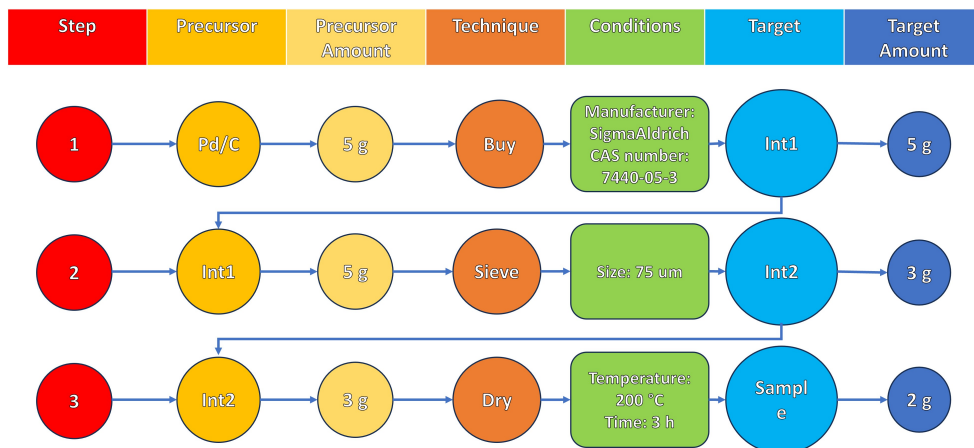 Step
Precursor
Precursor
Amount
Technique
Conditions
Target
Target
Amount
1
Pd/C
5 g
Buy
Manufacturer:
SigmaAldrich
CAS number:
7440-05-3
Int1
5 g
2
Int1
5 g
Sieve
Size: 75 um
Int2
3 g
3
Int2
3 g
Dry
Temperature:
200 °C
Time: 3 h
Sampl
e
2 g